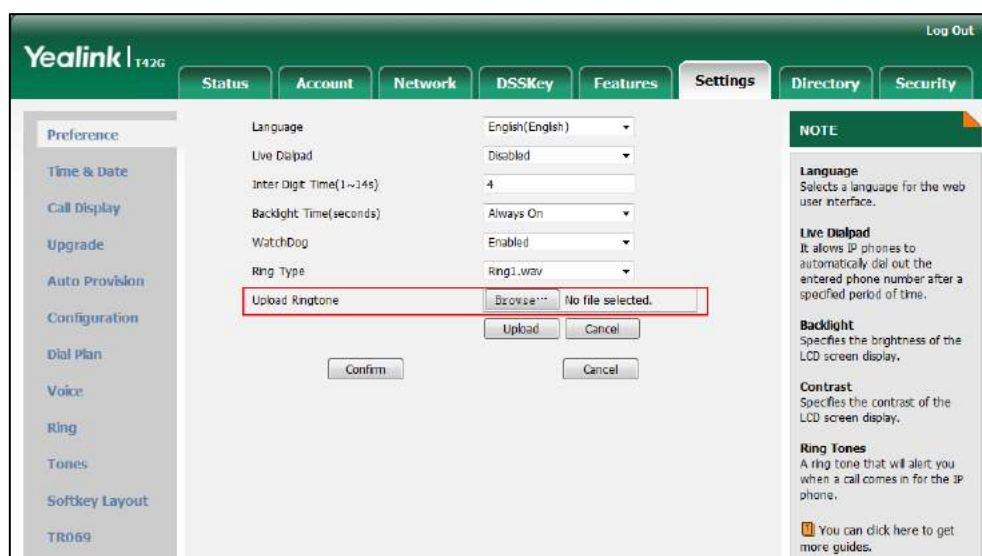 Log Out
Yealink T42G
Status Account Network DSSKey Features Settings Directory Security
Preference
Time & Date
Call Display
Upgrade
Auto Provision
Configuration
Dial Plan
Voice
Ring
Tones
Softkey Layout
TR069
Language English(English)
Live Dialpad Disabled
Inter Digit Time(1~14s) 4
Backlight Time(seconds) Always On
WatchDog Enabled
Ring Type Ring1.wav
Upload Ringtone Browse... No file selected.
Upload Cancel
Confirm Cancel
NOTE
Language
Selects a language for the web
user interface.
Live Dialpad
It allows IP phones to
automatically dial out the
entered phone number after a
specified period of time.
Backlight
Specifies the brightness of the
LCD screen display.
Contrast
Specifies the contrast of the
LCD screen display.
Ring Tones
A ring tone that will alert you
when a call comes in for the IP
phone.
You can click here to get
more guides.